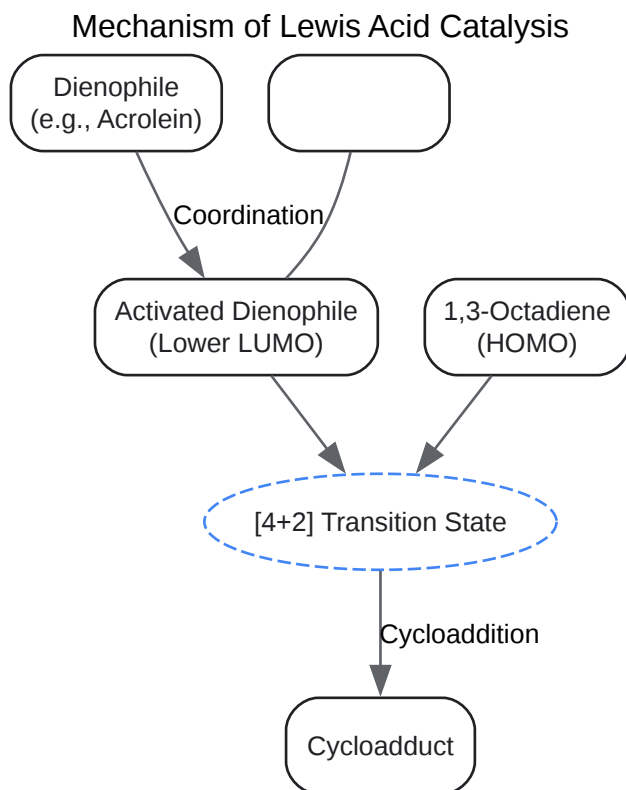 Mechanism of Lewis Acid Catalysis
Dienophile
(e.g., Acrolein)
Coordination
Activated Dienophile
(Lower LUMO)
1,3-Octadiene
(HOMO)
[4+2] Transition State
Cycloaddition
Cycloadduct